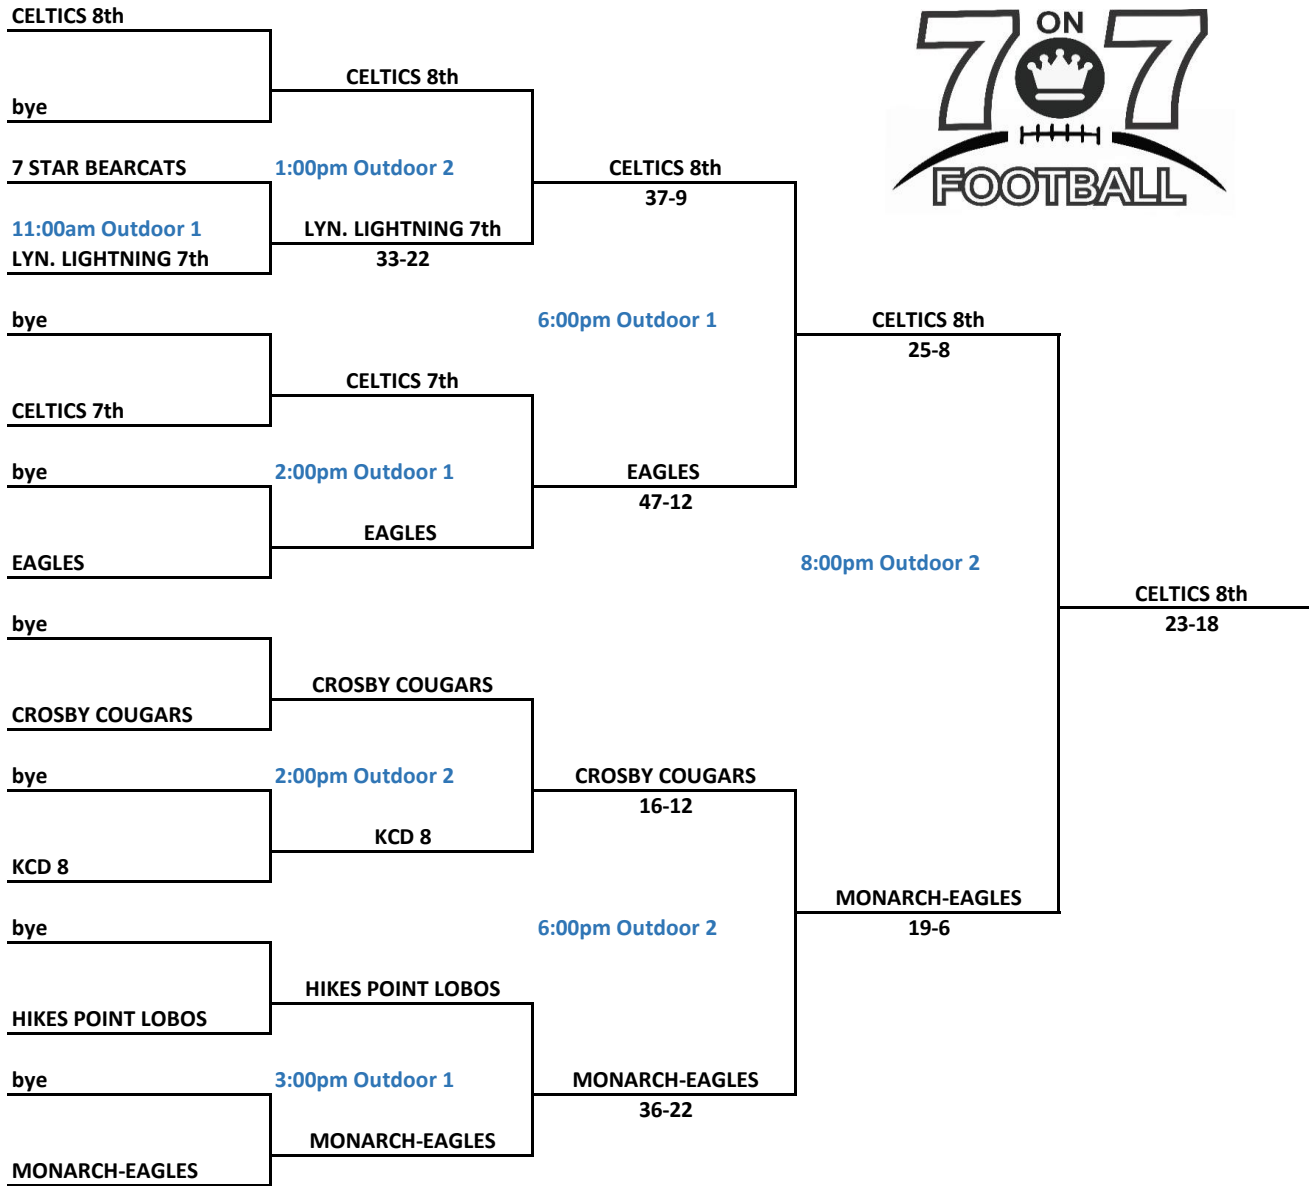 CELTICS 8th
7 ON 7
FOOTBALL
CELTICS 8th
bye
7 STAR BEARCATS
1:00pm Outdoor 2
CELTICS 8th
37-9
11:00am Outdoor 1
LYN. LIGHTNING 7th
LYN. LIGHTNING 7th
33-22
bye
6:00pm Outdoor 1
CELTICS 8th
25-8
CELTICS 7th
CELTICS 7th
bye
2:00pm Outdoor 1
EAGLES
47-12
EAGLES
EAGLES
8:00pm Outdoor 2
CELTICS 8th
23-18
bye
CROSBY COUGARS
CROSBY COUGARS
bye
2:00pm Outdoor 2
CROSBY COUGARS
16-12
KCD 8
KCD 8
MONARCH-EAGLES
19-6
bye
6:00pm Outdoor 2
HIKES POINT LOBOS
HIKES POINT LOBOS
bye
3:00pm Outdoor 1
MONARCH-EAGLES
36-22
MONARCH-EAGLES
MONARCH-EAGLES